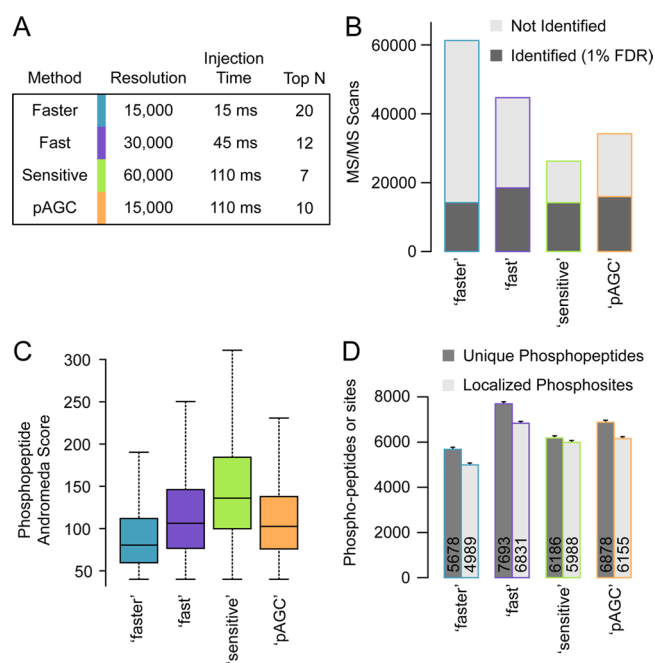 A
Injection
Method Resolution Time Top N
Faster 15,000 15 ms 20
Fast 30,000 45 ms 12
Sensitive 60,000 110 ms 7
pAGC 15,000 110 ms 10
B
Not Identified
Identified (1% FDR)
MS/MS Scans
60000
40000
20000
0
‘faster’
‘fast’
‘sensitive’
‘pAGC’
C
Phosphopeptide
Andromeda Score
300
250
200
150
100
50
‘faster’
‘fast’
‘sensitive’
‘pAGC’
D
Unique Phosphopeptides
Localized Phosphosites
Phospho-peptides or sites
8000
6000
4000
2000
0
5678
4989
7693
6831
6186
5988
6878
6155
‘faster’
‘fast’
‘sensitive’
‘pAGC’